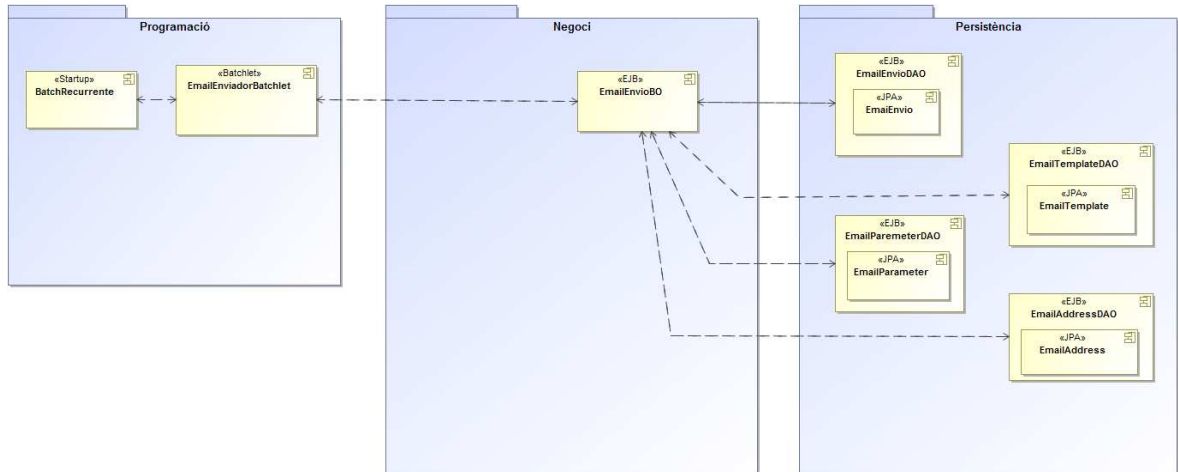 Programació
«Startup»
BatchRecurrente
«Batchlet»
EmailEnviadorBatchlet
Negoci
«EJB»
EmailEnvioBO
Persistència
«EJB»
EmailEnvioDAO
«JPA»
EmaiEnvio
«EJB»
EmailTemplateDAO
«JPA»
EmailTemplate
«EJB»
EmailParemeterDAO
«JPA»
EmailParameter
«EJB»
EmailAddressDAO
«JPA»
EmailAddress